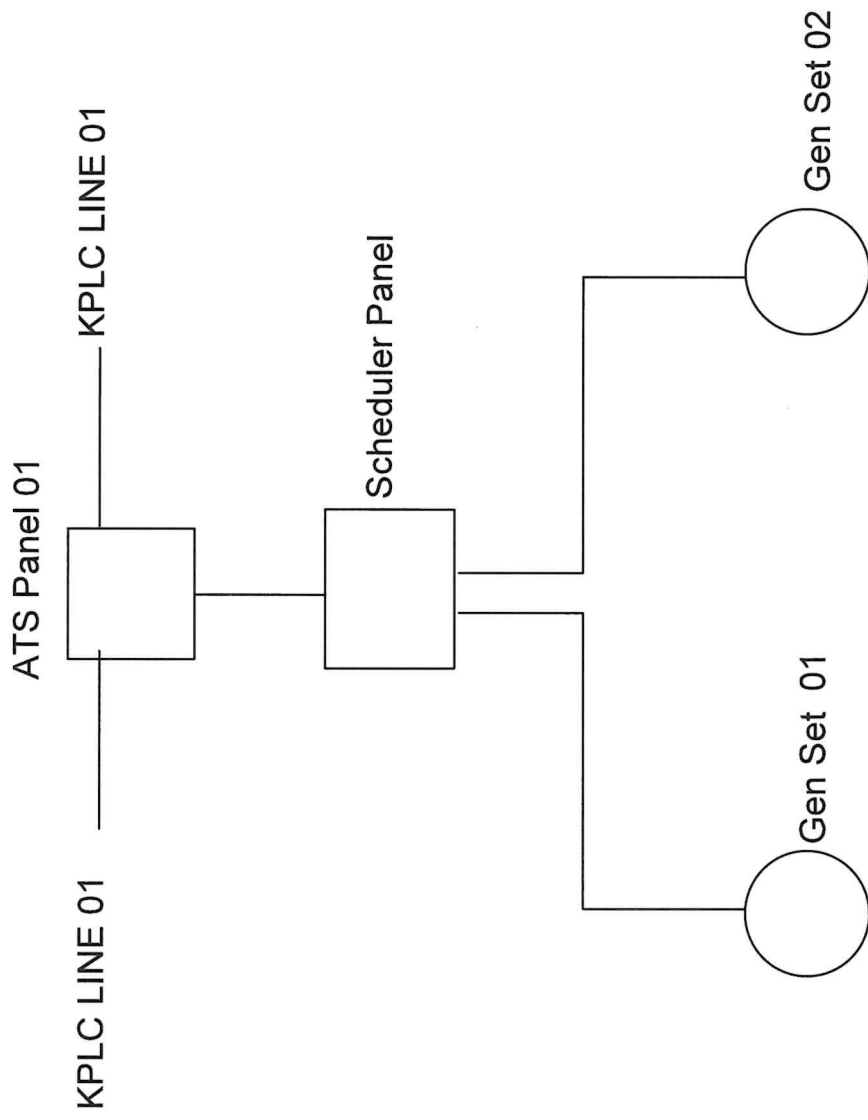 ATS Panel 01
KPLC LINE 01
KPLC LINE 01
Scheduler Panel
Gen Set 01
Gen Set 02